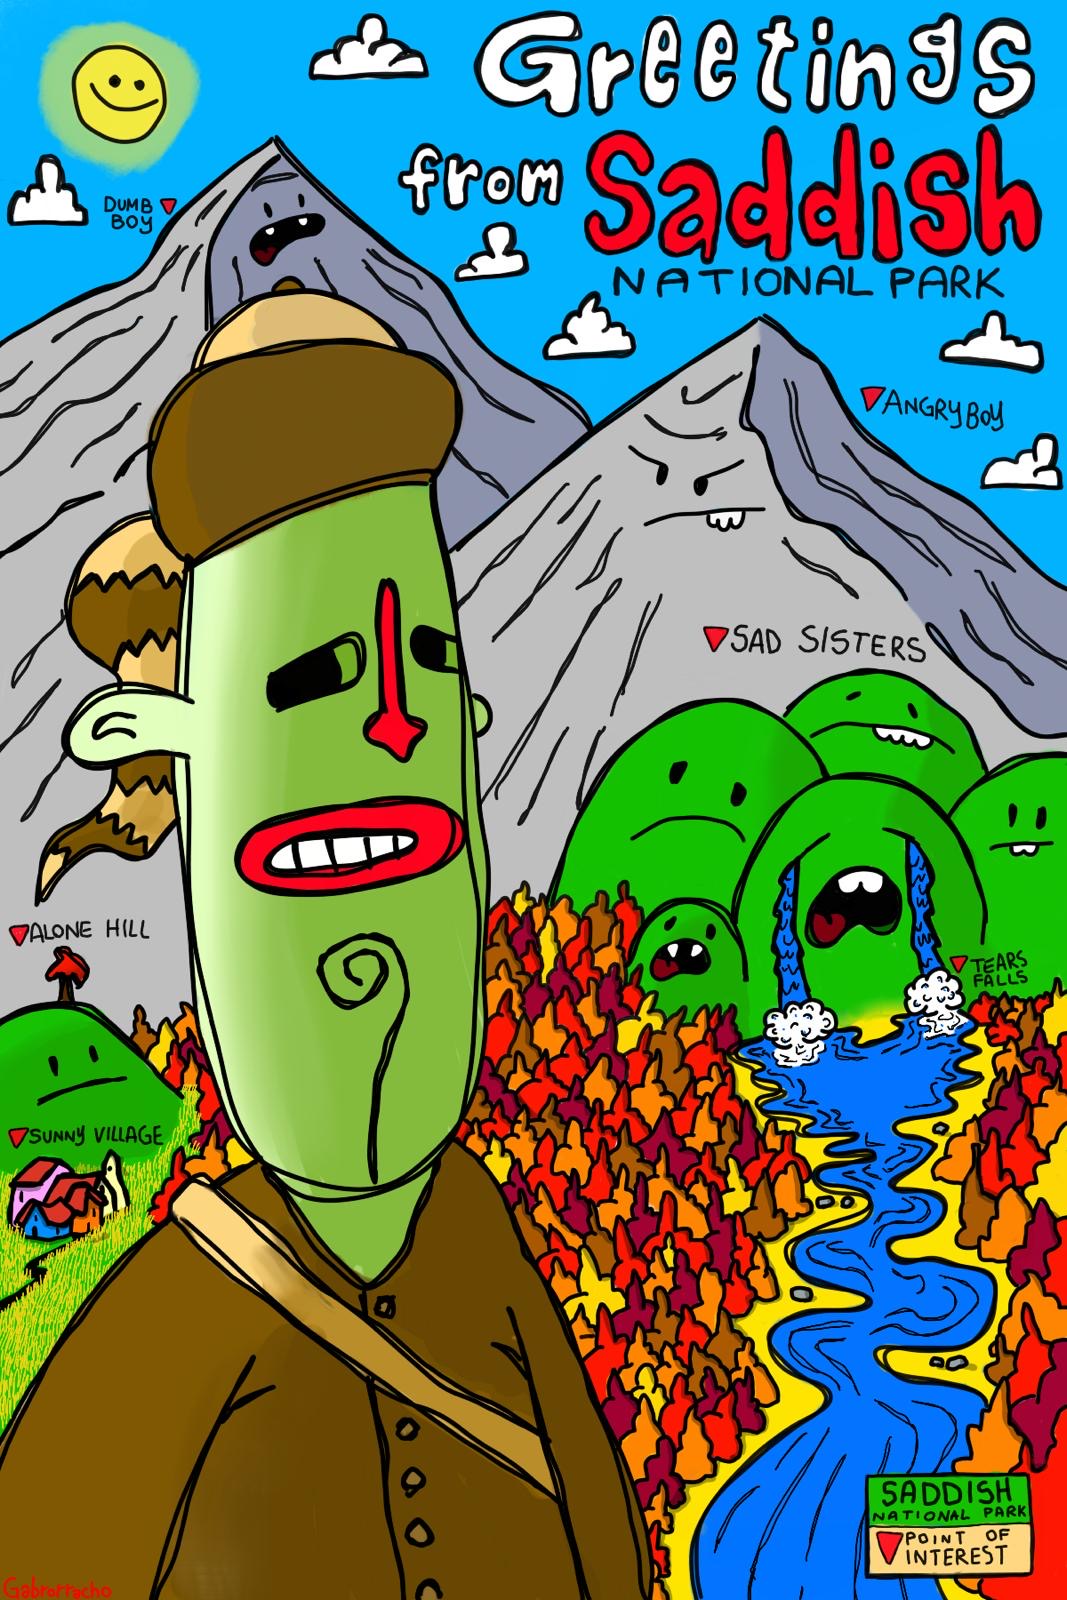 Greetings
from Saddish
NATIONAL PARK
DUMB
BOY
ANGRY BOY
SAD SISTERS
ALONE HILL
TEARS
FALLS
SUNNY VILLAGE
SADDISH
NATIONAL PARK
POINT OF
INTEREST
Gabrorracho